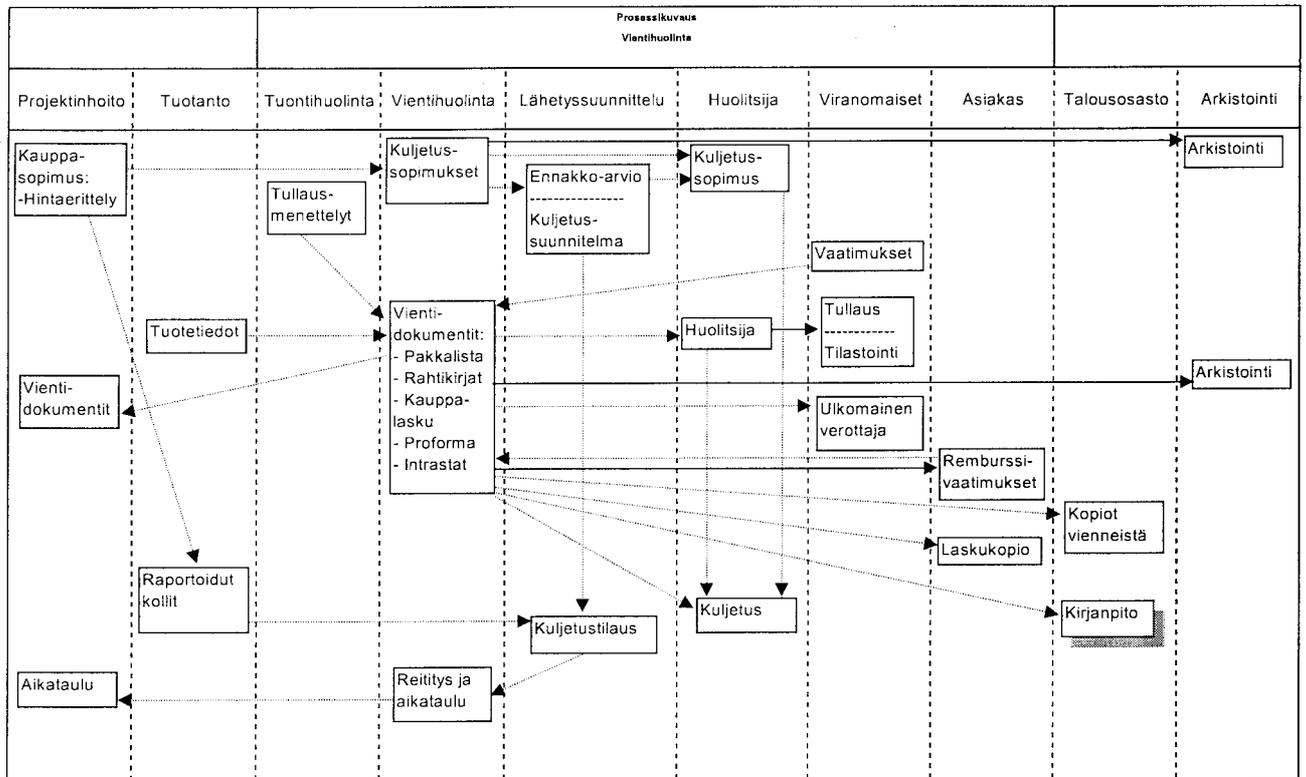 Prosessikuvaus
Vientihuolinta
Projektinhoito
Tuotanto
Tuontihuolinta
Vientihuolinta
Lähetyssuunnittelu
Huolitsija
Viranomaiset
Asiakas
Talousosasto
Arkistointi
Kauppa-
sopimus:
-Hintaerittely
Kuljetus-
sopimukset
Kuljetus-
sopimus
Arkistointi
Ennakko-arvio
-------------
Kuljetus-
suunnitelma
Tullaus-
menettelyt
Vaatimukset
Vienti-
dokumentit:
- Pakkalista
- Rahtikirjat
- Kauppa-
lasku
- Proforma
- Intrastat
Tuotetiedot
Huolitsija
Tullaus
----------
Tilastointi
Arkistointi
Vienti-
dokumentit
Ulkomainen
verottaja
Remburssi-
vaatimukset
Kopiot
vienneistä
Laskukopio
Raportoidut
kollit
Kuljetus
Kirjanpito
Kuljetustilaus
Aikataulu
Reititys ja
aikataulu